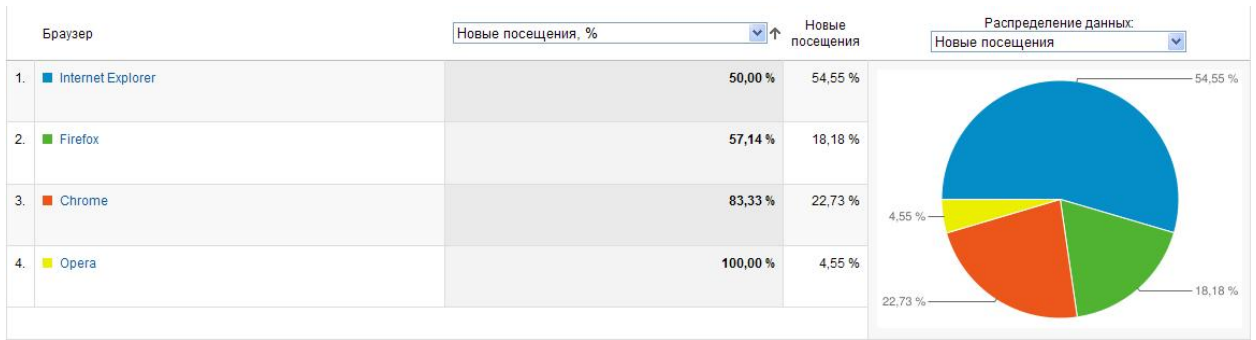 Браузер
Новые посещения, %
Новые
посещения
Распределение данных:
Новые посещения
1. Internet Explorer 50,00 % 54,55 %
2. Firefox 57,14 % 18,18 %
3. Chrome 83,33 % 22,73 %
4. Opera 100,00 % 4,55 %
54,55 %
4,55 %
18,18 %
22,73 %